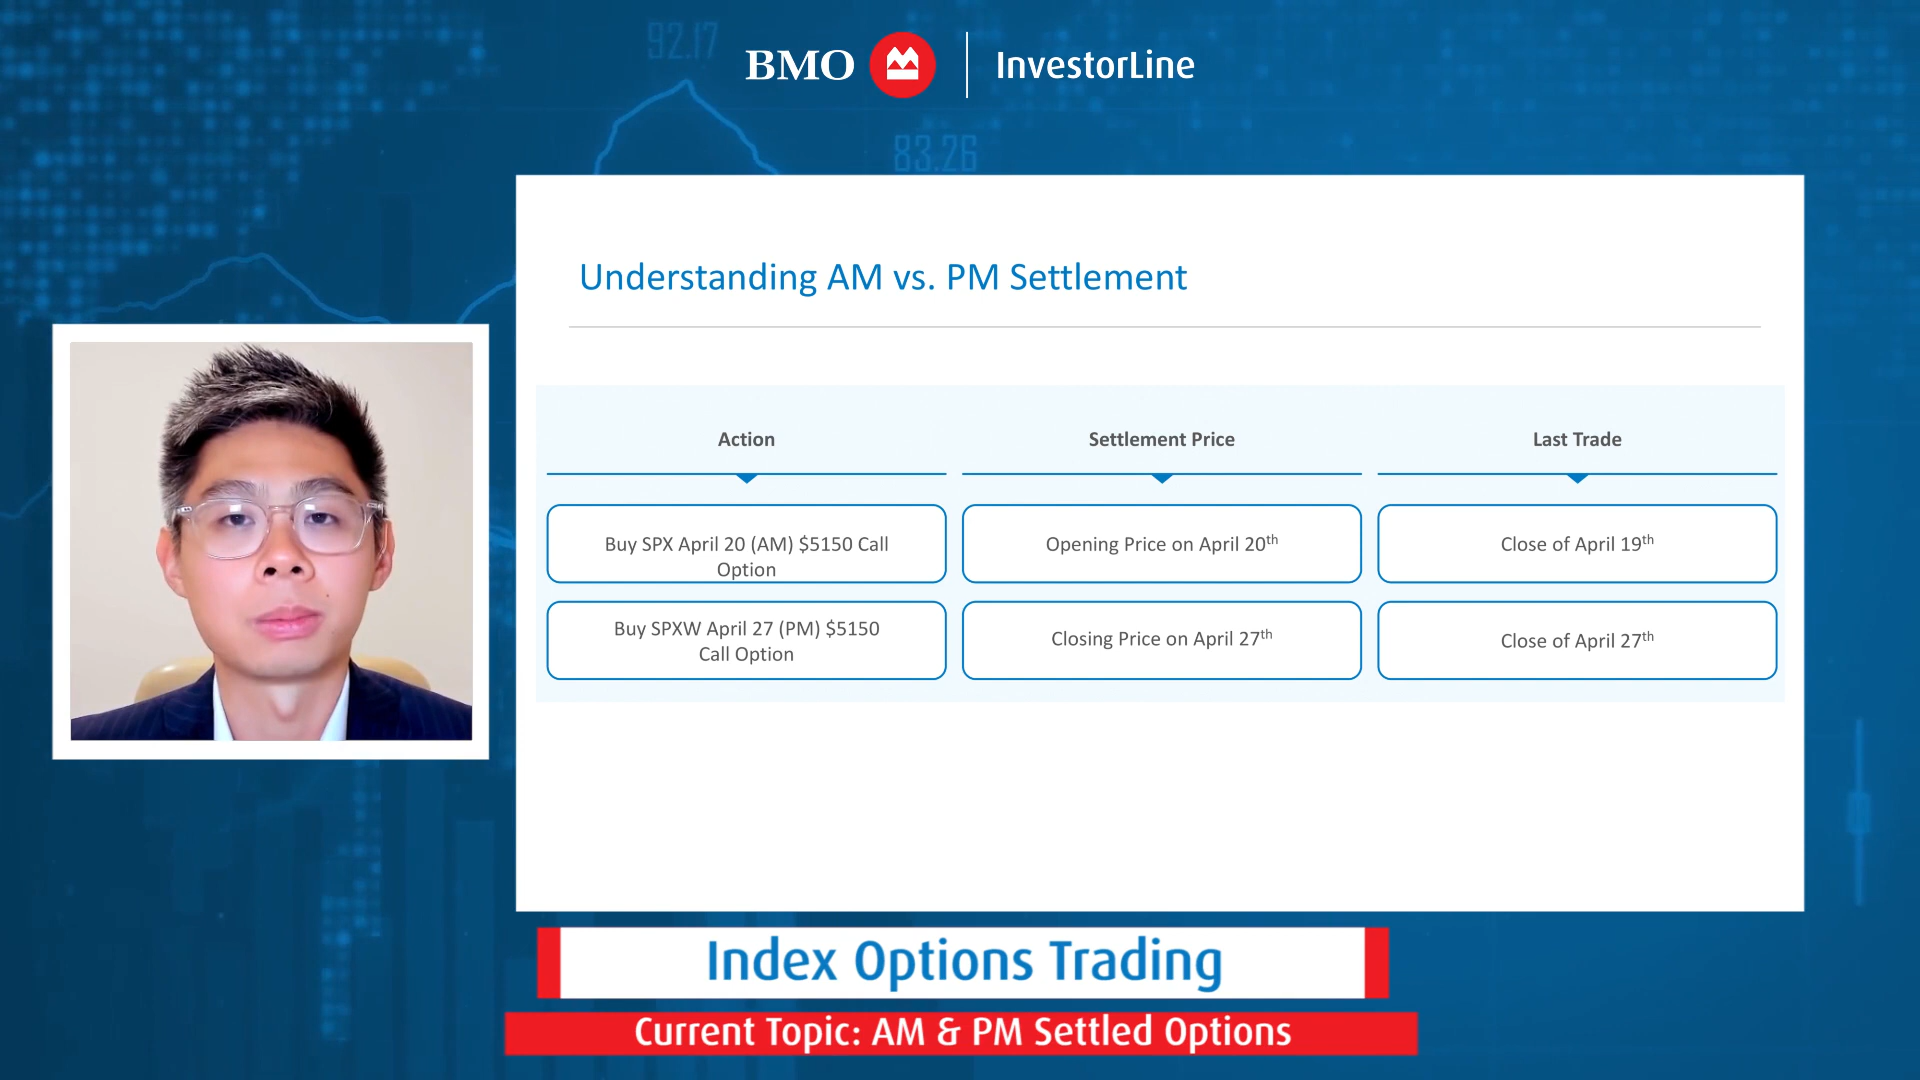 92.17
BMO InvestorLine
83.26
Understanding AM vs. PM Settlement
Action
Settlement Price
Last Trade
Buy SPX April 20 (AM) $5150 Call
Option
Opening Price on April 20th
Close of April 19th
Buy SPXW April 27 (PM) $5150
Call Option
Closing Price on April 27th
Close of April 27th
Index Options Trading
Current Topic: AM & PM Settled Options